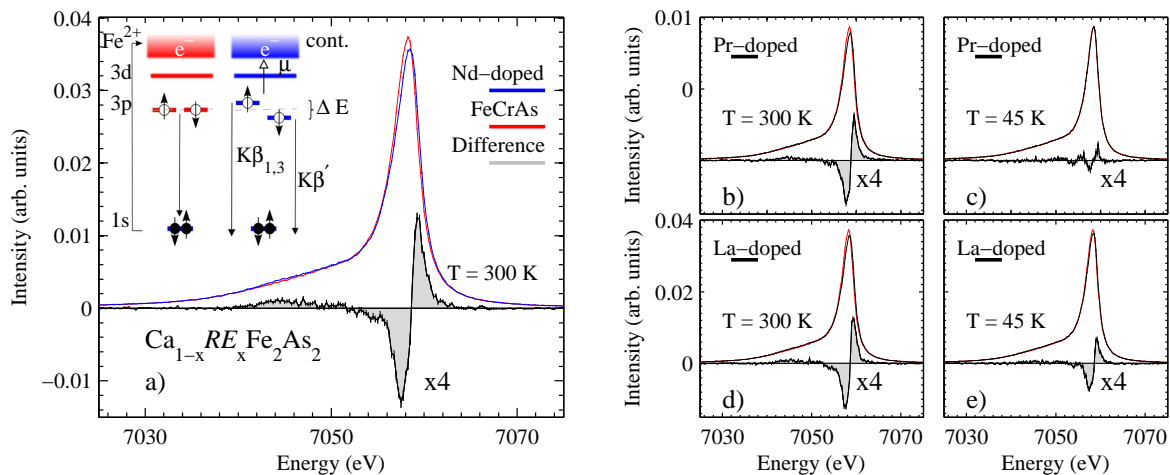 Intensity (arb. units)
0.04
0.03
0.02
0.01
0
−0.01
Fe2+
3d
3p
1s
e−
e−
cont.
μ
Δ E
Kβ1,3
Kβ′
Nd−doped
FeCrAs
Difference
T = 300 K
Ca1−xRExFe2As2
a)
x4
7030
7050
7070
Energy (eV)
Intensity (arb. units)
0.01
0
Pr−doped
T = 300 K
b)
x4
Pr−doped
T = 45 K
c)
x4
Intensity (arb. units)
0.04
0
La−doped
T = 300 K
d)
x4
7030
7050
7070
Energy (eV)
La−doped
T = 45 K
e)
x4
7030
7050
7070
Energy (eV)